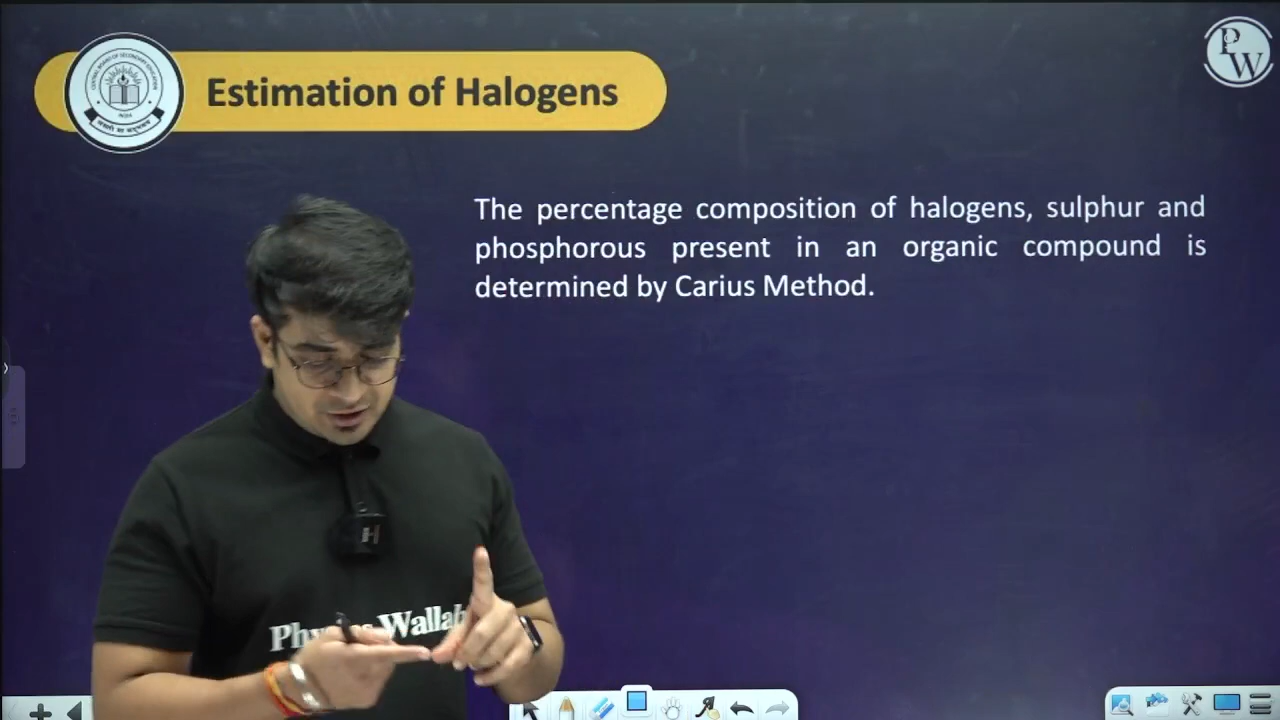 Estimation of Halogens
PW
The percentage composition of halogens, sulphur and
phosphorous present in an organic compound is
determined by Carius Method.
H